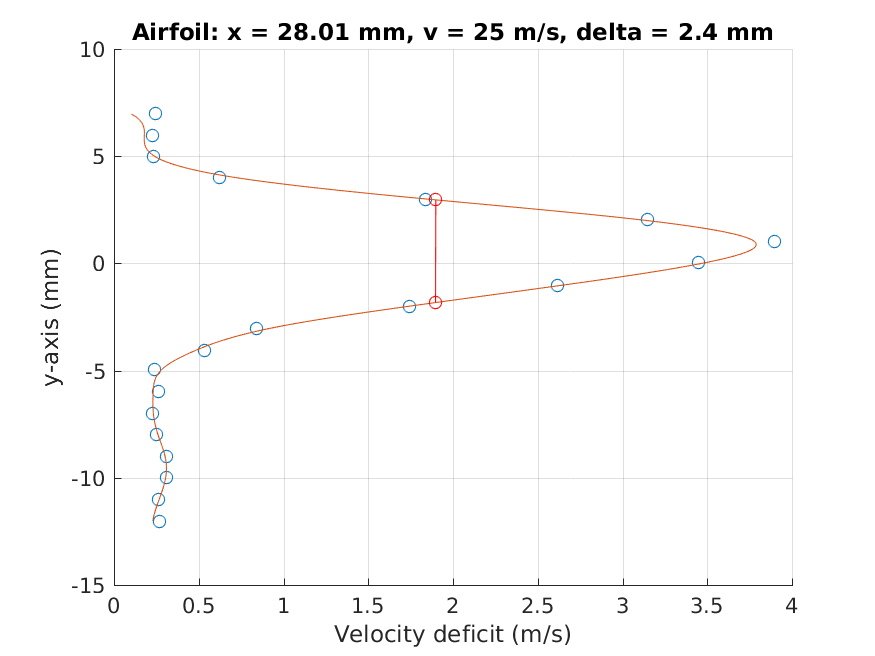 Airfoil: x = 28.01 mm, v = 25 m/s, delta = 2.4 mm
10
5
0
-5
-10
-15
y-axis (mm)
0 0.5 1 1.5 2 2.5 3 3.5 4
Velocity deficit (m/s)